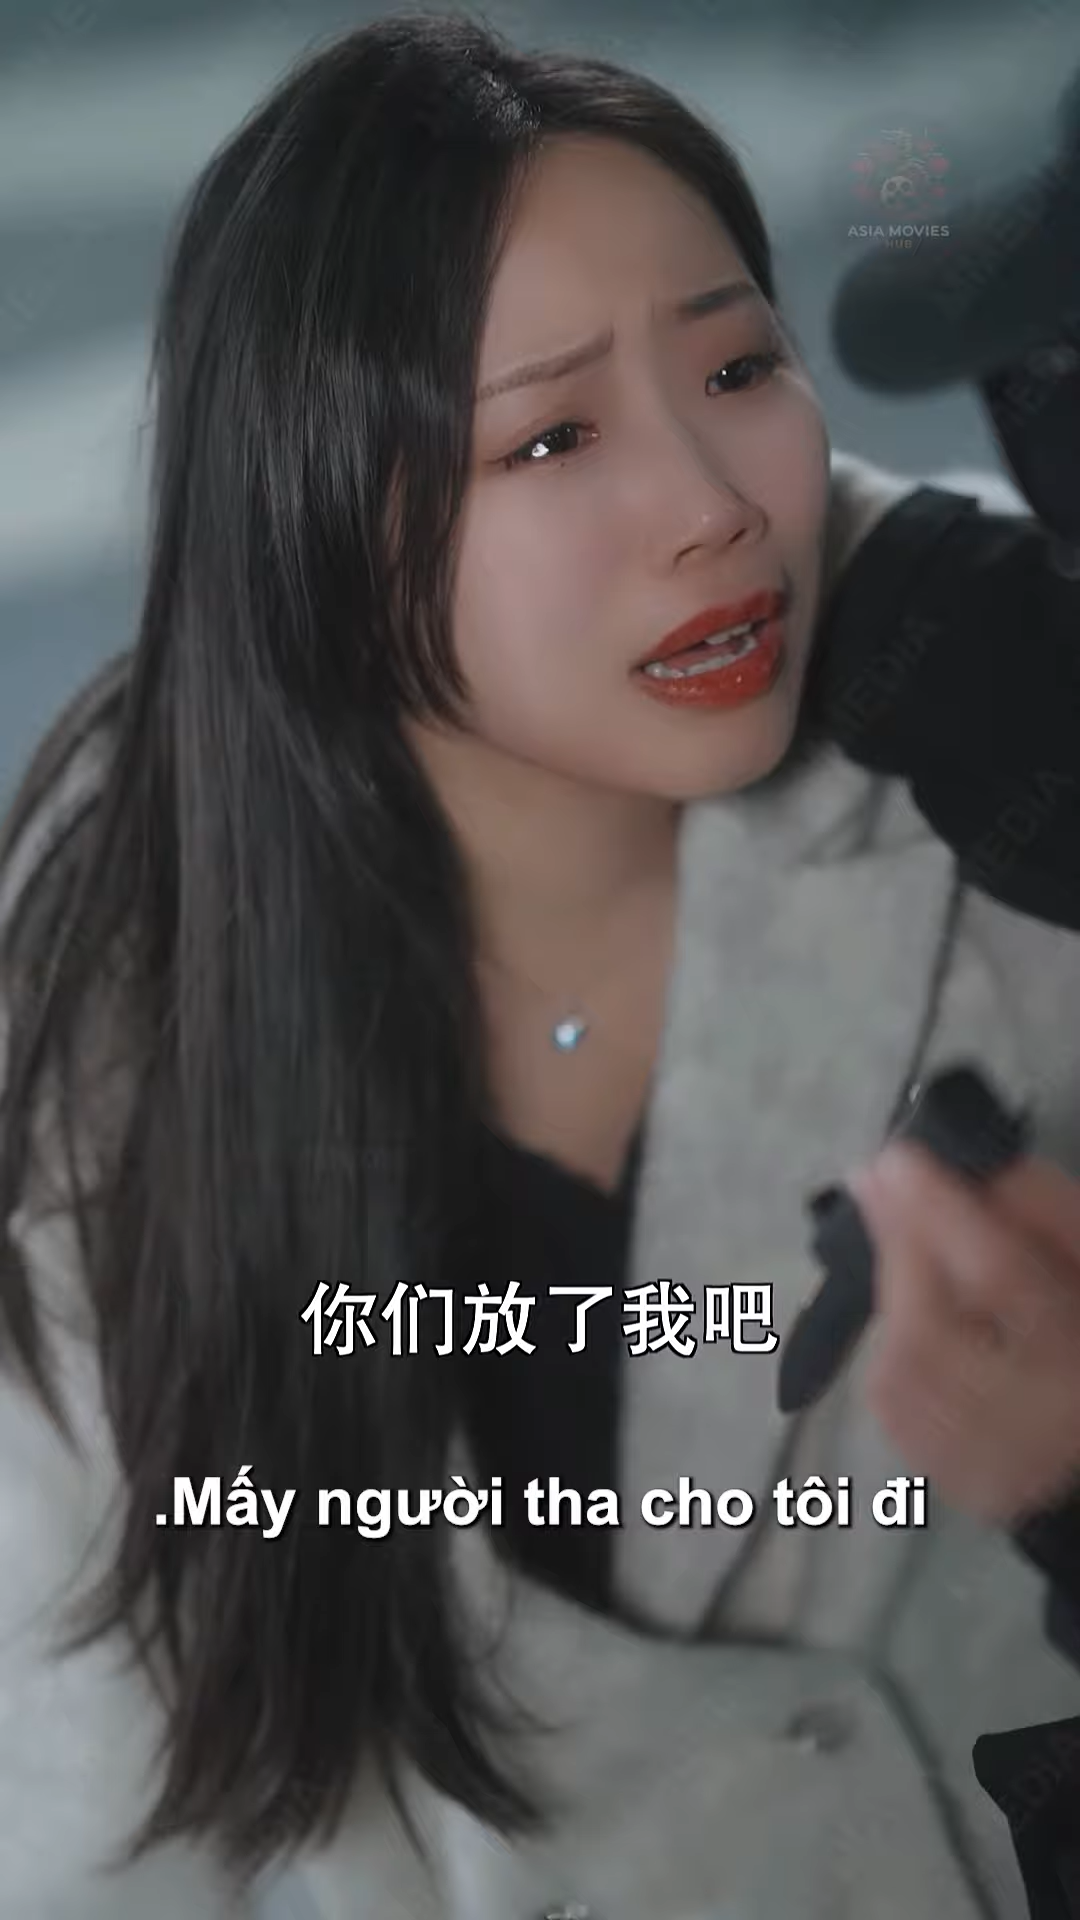 ASIA MOVIES
HUB
你们放了我吧
.Mấy người tha cho tôi đi